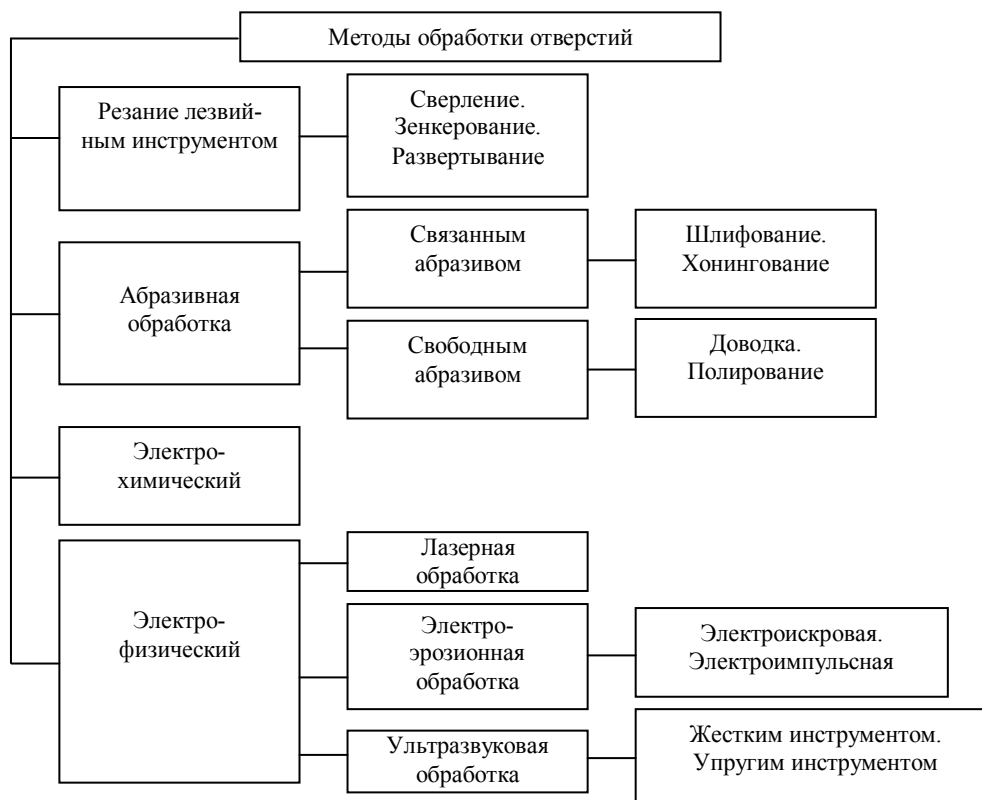 Методы обработки отверстий
Резание лезвий-
ным инструментом
Сверление.
Зенкерование.
Развертывание
Абразивная
обработка
Связанным
абразивом
Шлифование.
Хонингование
Свободным
абразивом
Доводка.
Полирование
Электро-
химический
Электро-
физический
Лазерная
обработка
Электро-
эрозионная
обработка
Электроискровая.
Электроимпульсная
Ультразвуковая
обработка
Жестким инструментом.
Упругим инструментом